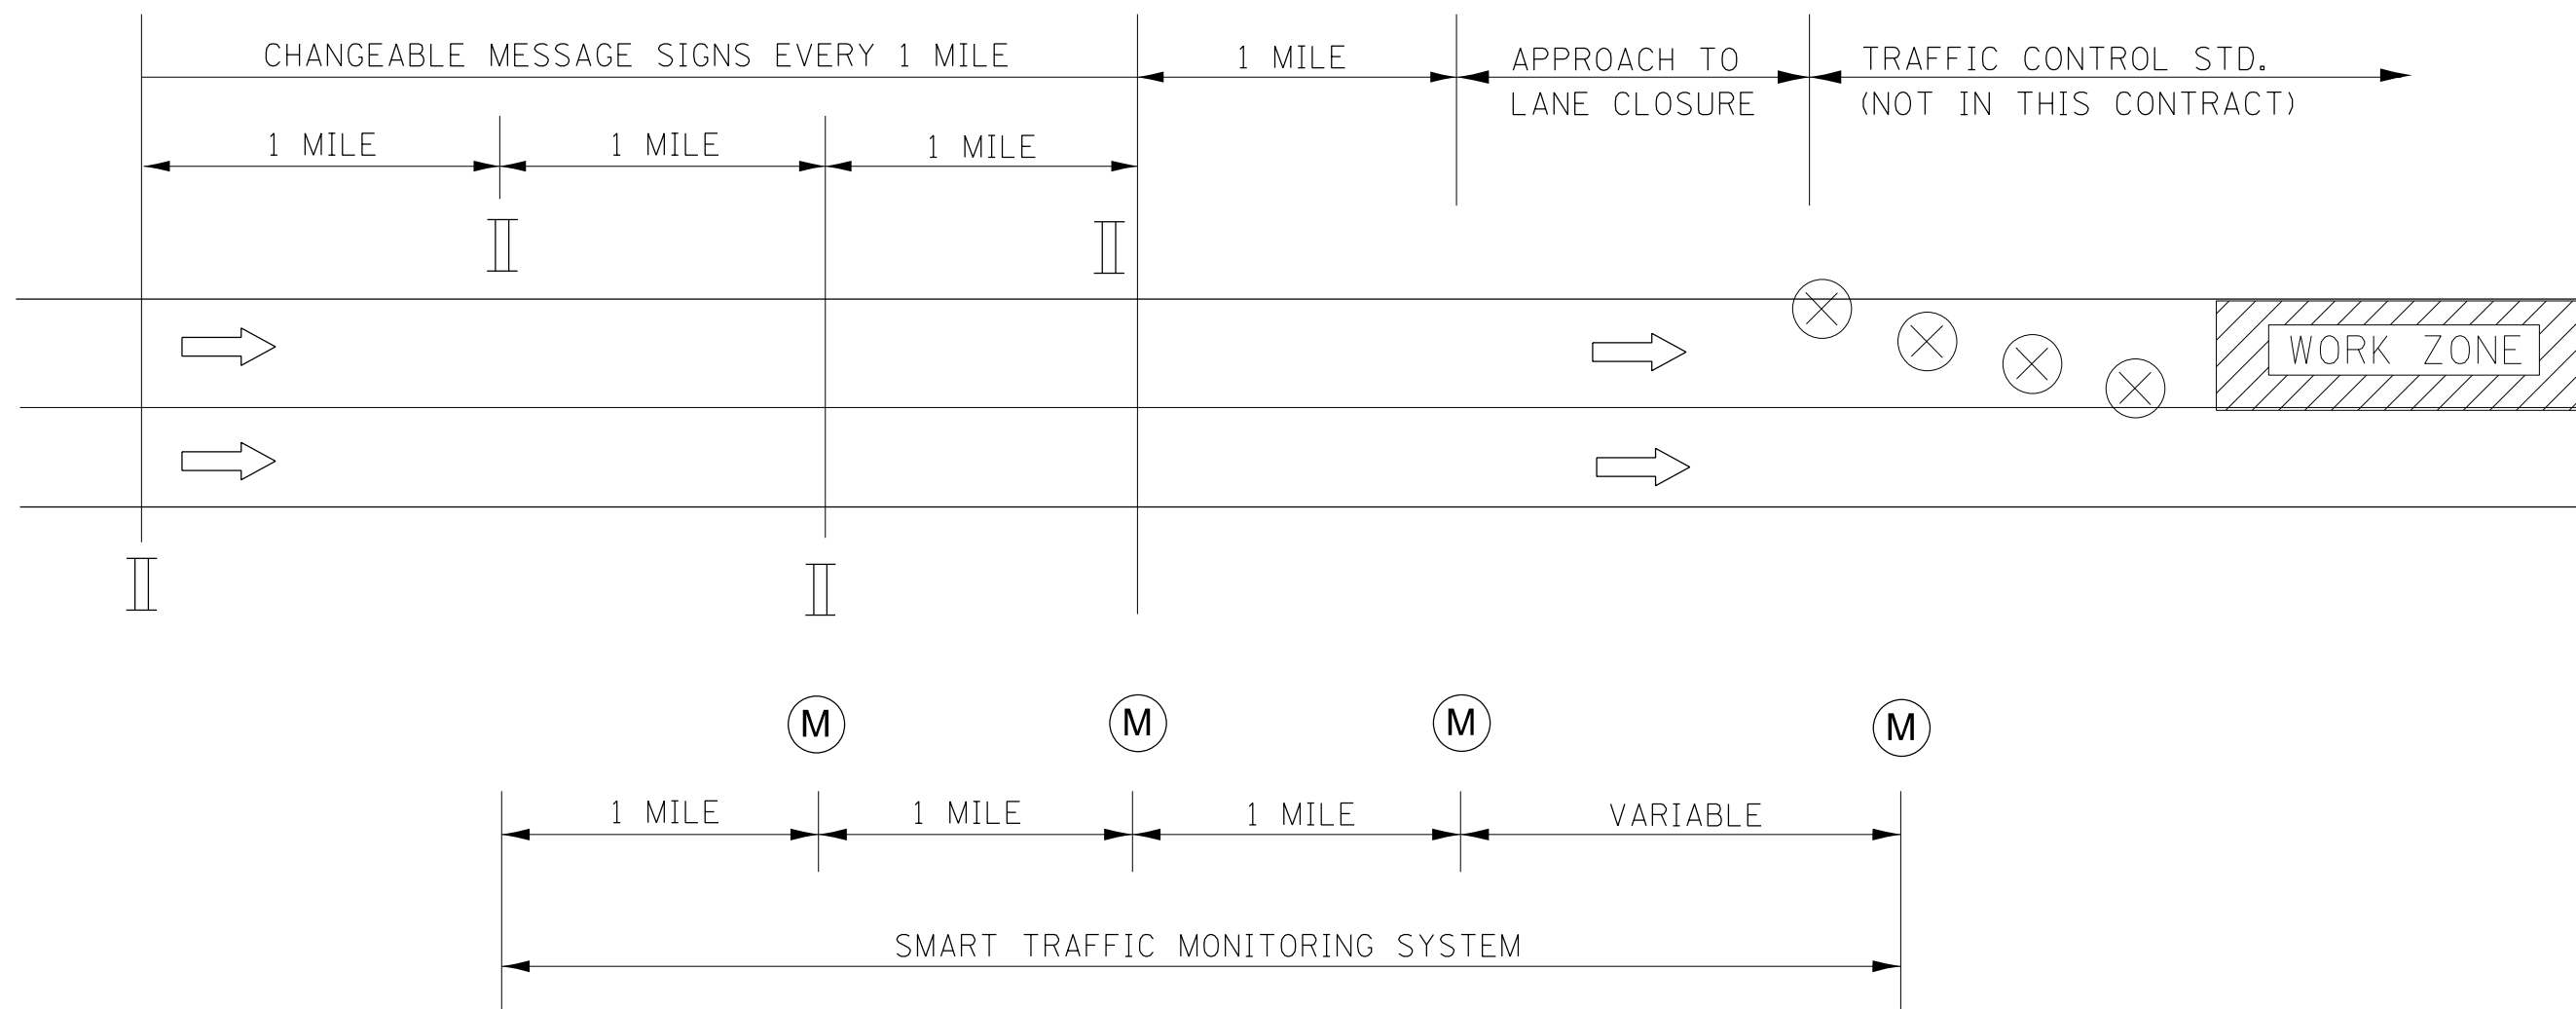 CHANGEABLE MESSAGE SIGNS EVERY 1 MILE
1 MILE
APPROACH TO
LANE CLOSURE
TRAFFIC CONTROL STD.
(NOT IN THIS CONTRACT)
1 MILE
1 MILE
1 MILE
WORK ZONE
M
M
M
M
1 MILE
1 MILE
1 MILE
VARIABLE
SMART TRAFFIC MONITORING SYSTEM